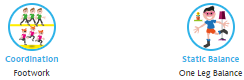 Coordination
Footwork
Static Balance
One Leg Balance